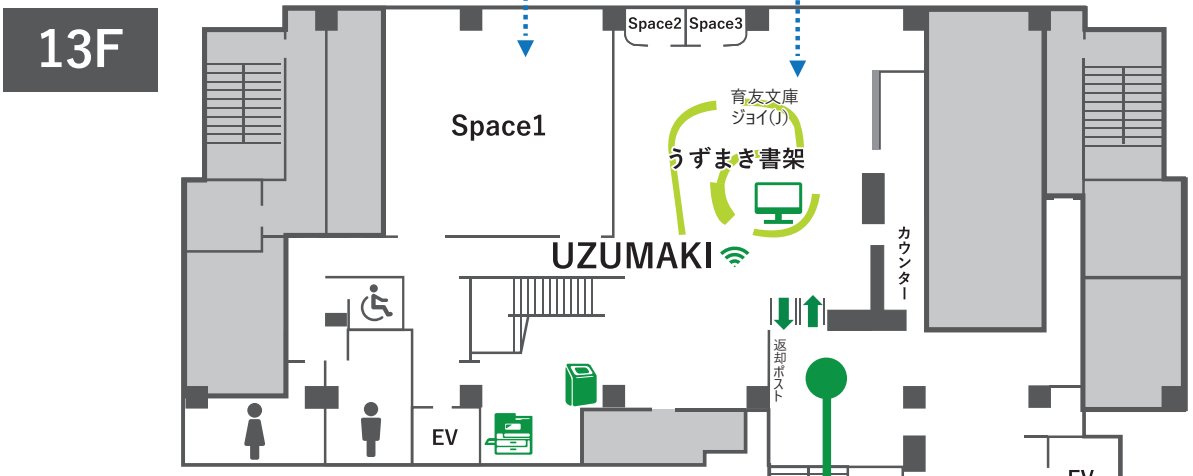 13F
Space2
Space3
Space1
育友文庫
ジョイ(J)
うずまき書架
UZUMAKI
カウンター
返却ポスト
EV
EV